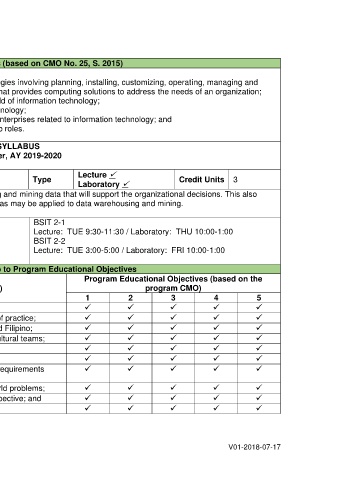 (based on CMO No. 25, S. 2015)
gies involving planning, installing, customizing, operating, managing and
hat provides computing solutions to address the needs of an organization;
ld of information technology;
nology;
enterprises related to information technology; and
o roles.
SYLLABUS
er, AY 2019-2020
Type Lecture ✓ Credit Units 3
Laboratory ✓
g and mining data that will support the organizational decisions. This also
as may be applied to data warehousing and mining.
BSIT 2-1
Lecture: TUE 9:30-11:30 / Laboratory: THU 10:00-1:00
BSIT 2-2
Lecture: TUE 3:00-5:00 / Laboratory: FRI 10:00-1:00
to Program Educational Objectives
Program Educational Objectives (based on the
) program CMO)
1 2 3 4 5
✓ ✓ ✓ ✓ ✓
of practice; ✓ ✓ ✓ ✓ ✓
d Filipino; ✓ ✓ ✓ ✓ ✓
ultural teams; ✓ ✓ ✓ ✓ ✓
✓ ✓ ✓ ✓ ✓
✓ ✓ ✓ ✓ ✓
equirements ✓ ✓ ✓ ✓ ✓
rld problems; ✓ ✓ ✓ ✓ ✓
pective; and ✓ ✓ ✓ ✓ ✓
✓ ✓ ✓ ✓ ✓
V01-2018-07-17